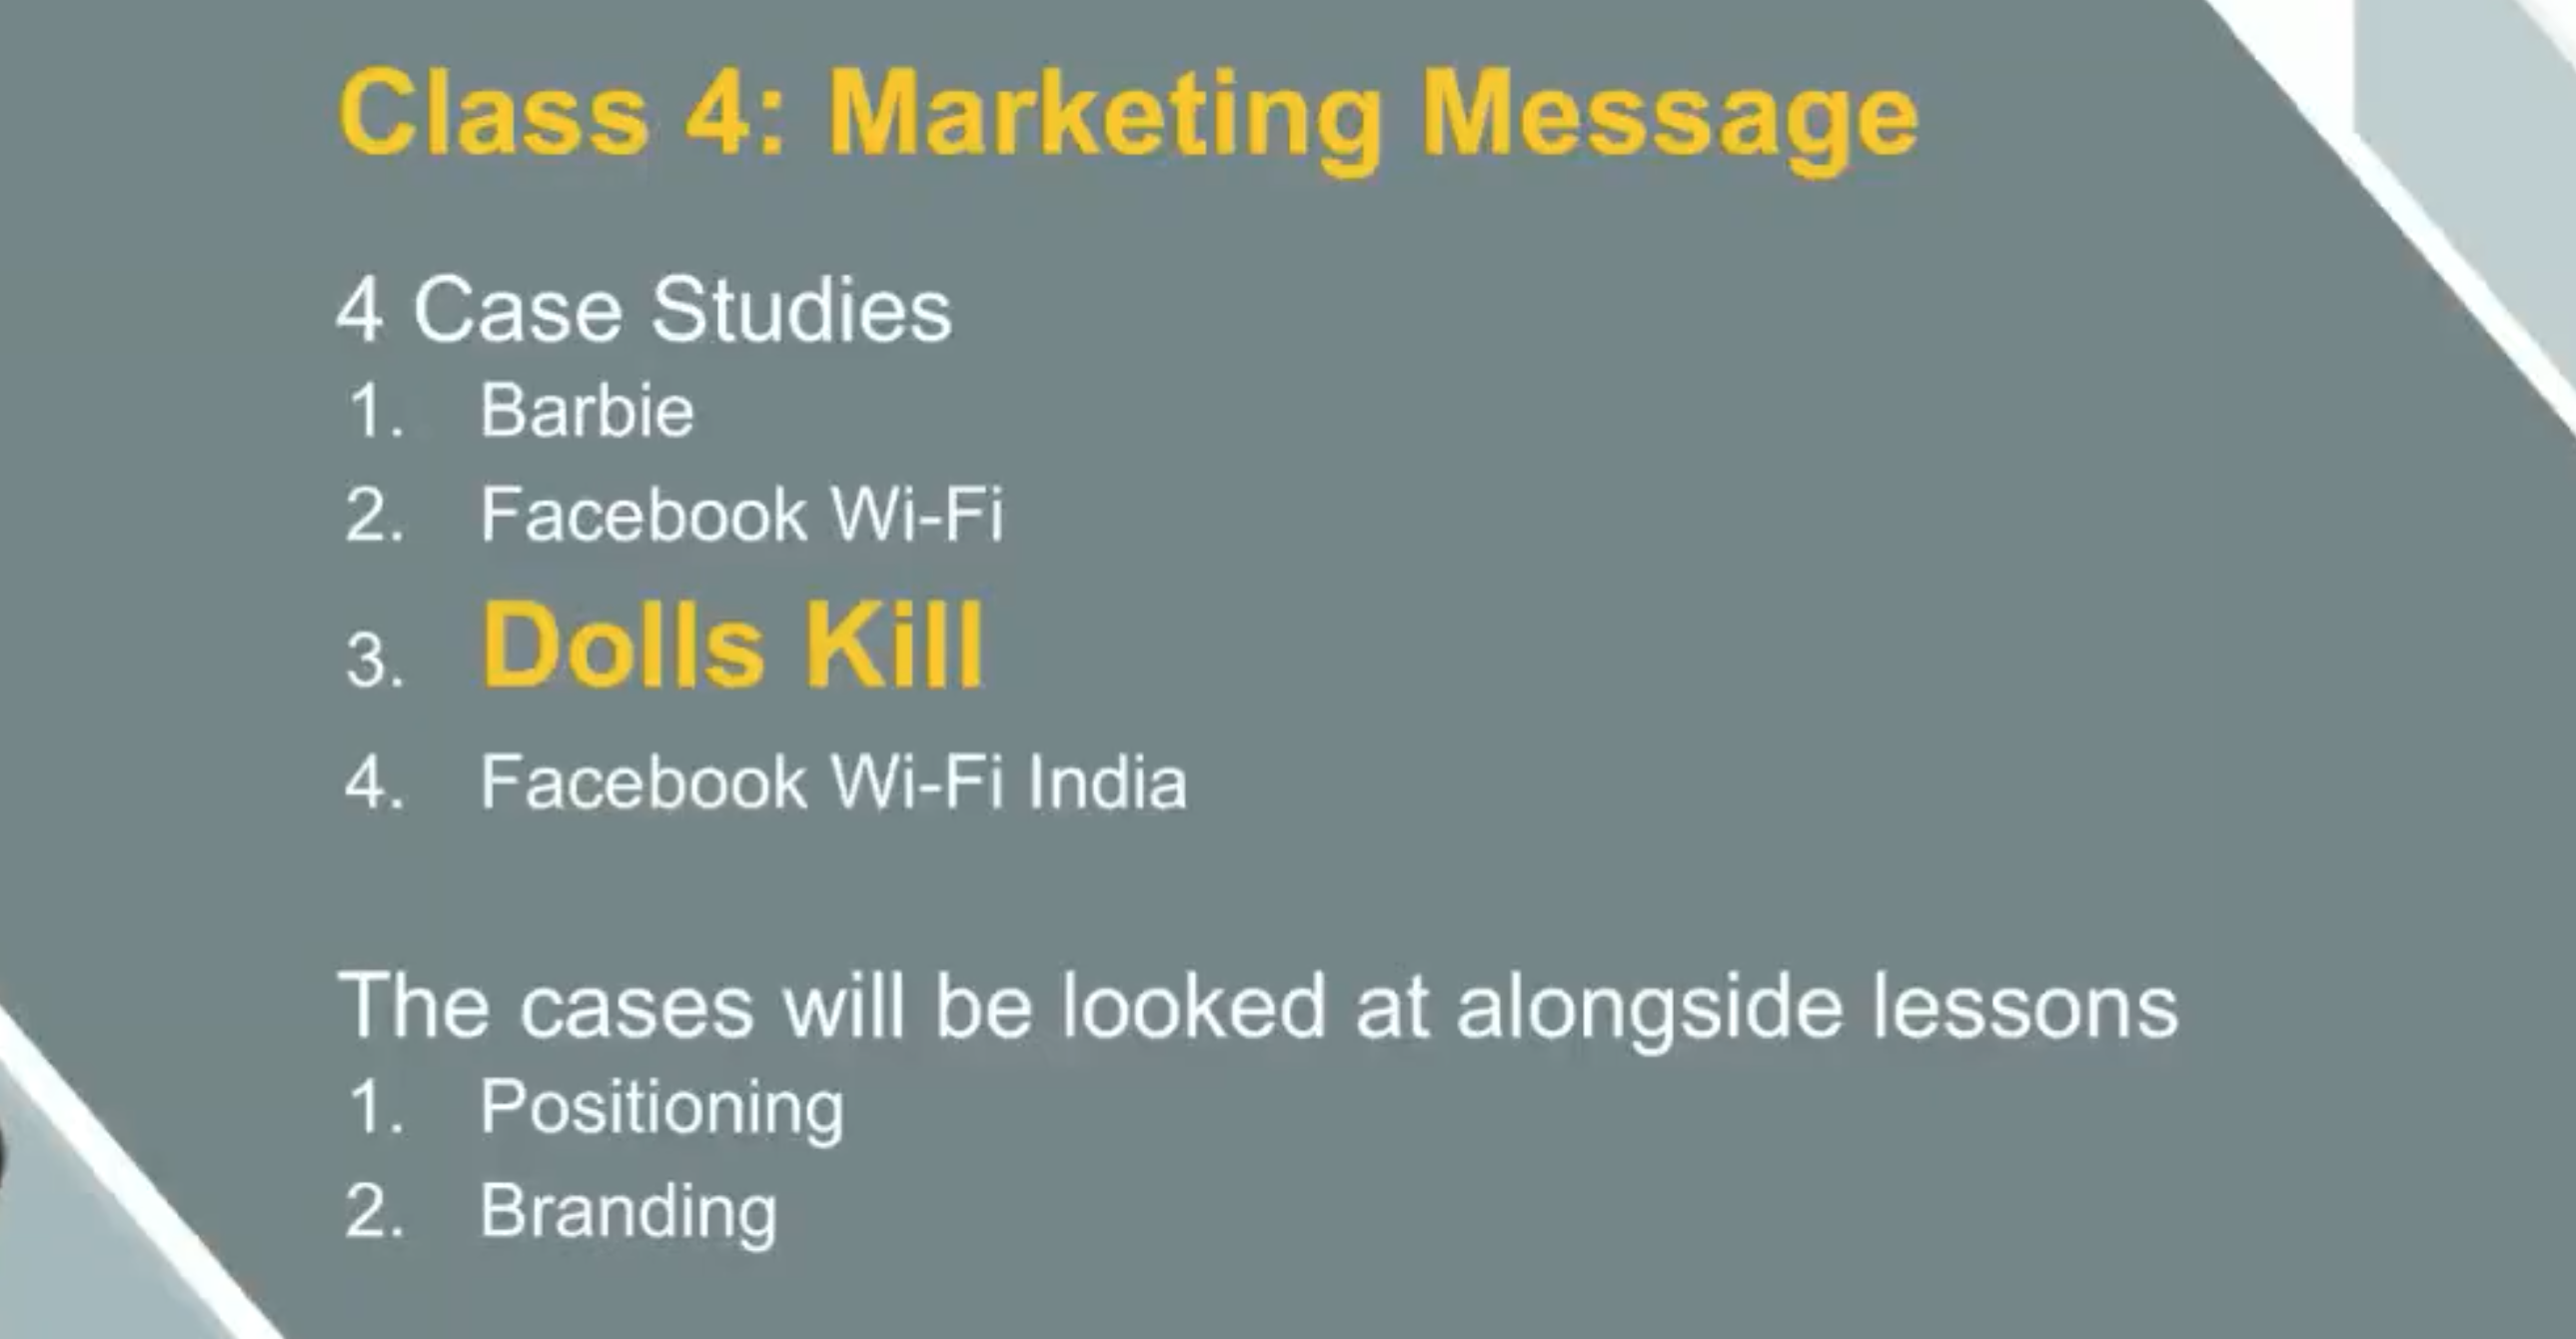 Class 4: Marketing Message
4 Case Studies
1. Barbie
2. Facebook Wi-Fi
3. Dolls Kill
4. Facebook Wi-Fi India
The cases will be looked at alongside lessons
1. Positioning
2. Branding